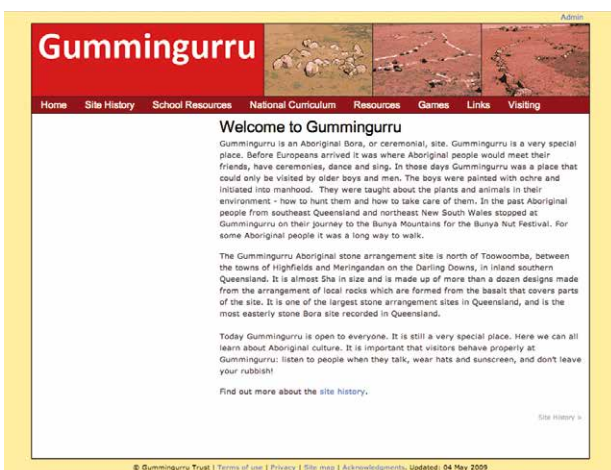 Admin
Gummingurru
Home Site History School Resources National Curriculum Resources Games Links Visiting
Welcome to Gummingurru
Gummingurru is an Aboriginal Bora, or ceremonial, site. Gummingurru is a very special
place. Before Europeans arrived it was where Aboriginal people would meet their
friends, have ceremonies, dance and sing. In those days Gummingurru was a place that
could only be visited by older boys and men. The boys were painted with ochre and
initiated into manhood. They were taught about the plants and animals in their
environment - how to hunt them and how to take care of them. In the past Aboriginal
people from southeast Queensland and northeast New South Wales stopped at
Gummingurru on their journey to the Bunya Mountains for the Bunya Nut Festival. For
some Aboriginal people it was a long way to walk.
The Gummingurru Aboriginal stone arrangement site is north of Toowoomba, between
the towns of Highfields and Meringandan on the Darling Downs, in inland southern
Queensland. It is almost 5ha in size and is made up of more than a dozen designs made
from the arrangement of local rocks which are formed from the basalt that covers parts
of the site. It is one of the largest stone arrangement sites in Queensland, and is the
most easterly stone Bora site recorded in Queensland.
Today Gummingurru is open to everyone. It is still a very special place. Here we can all
learn about Aboriginal culture. It is important that visitors behave properly at
Gummingurru: listen to people when they talk, wear hats and sunscreen, and don't leave
your rubbish!
Find out more about the site history.
Site History »
© Gummingurru Trust | Terms of use | Privacy | Site map | Acknowledgments. Updated: 04 May 2009